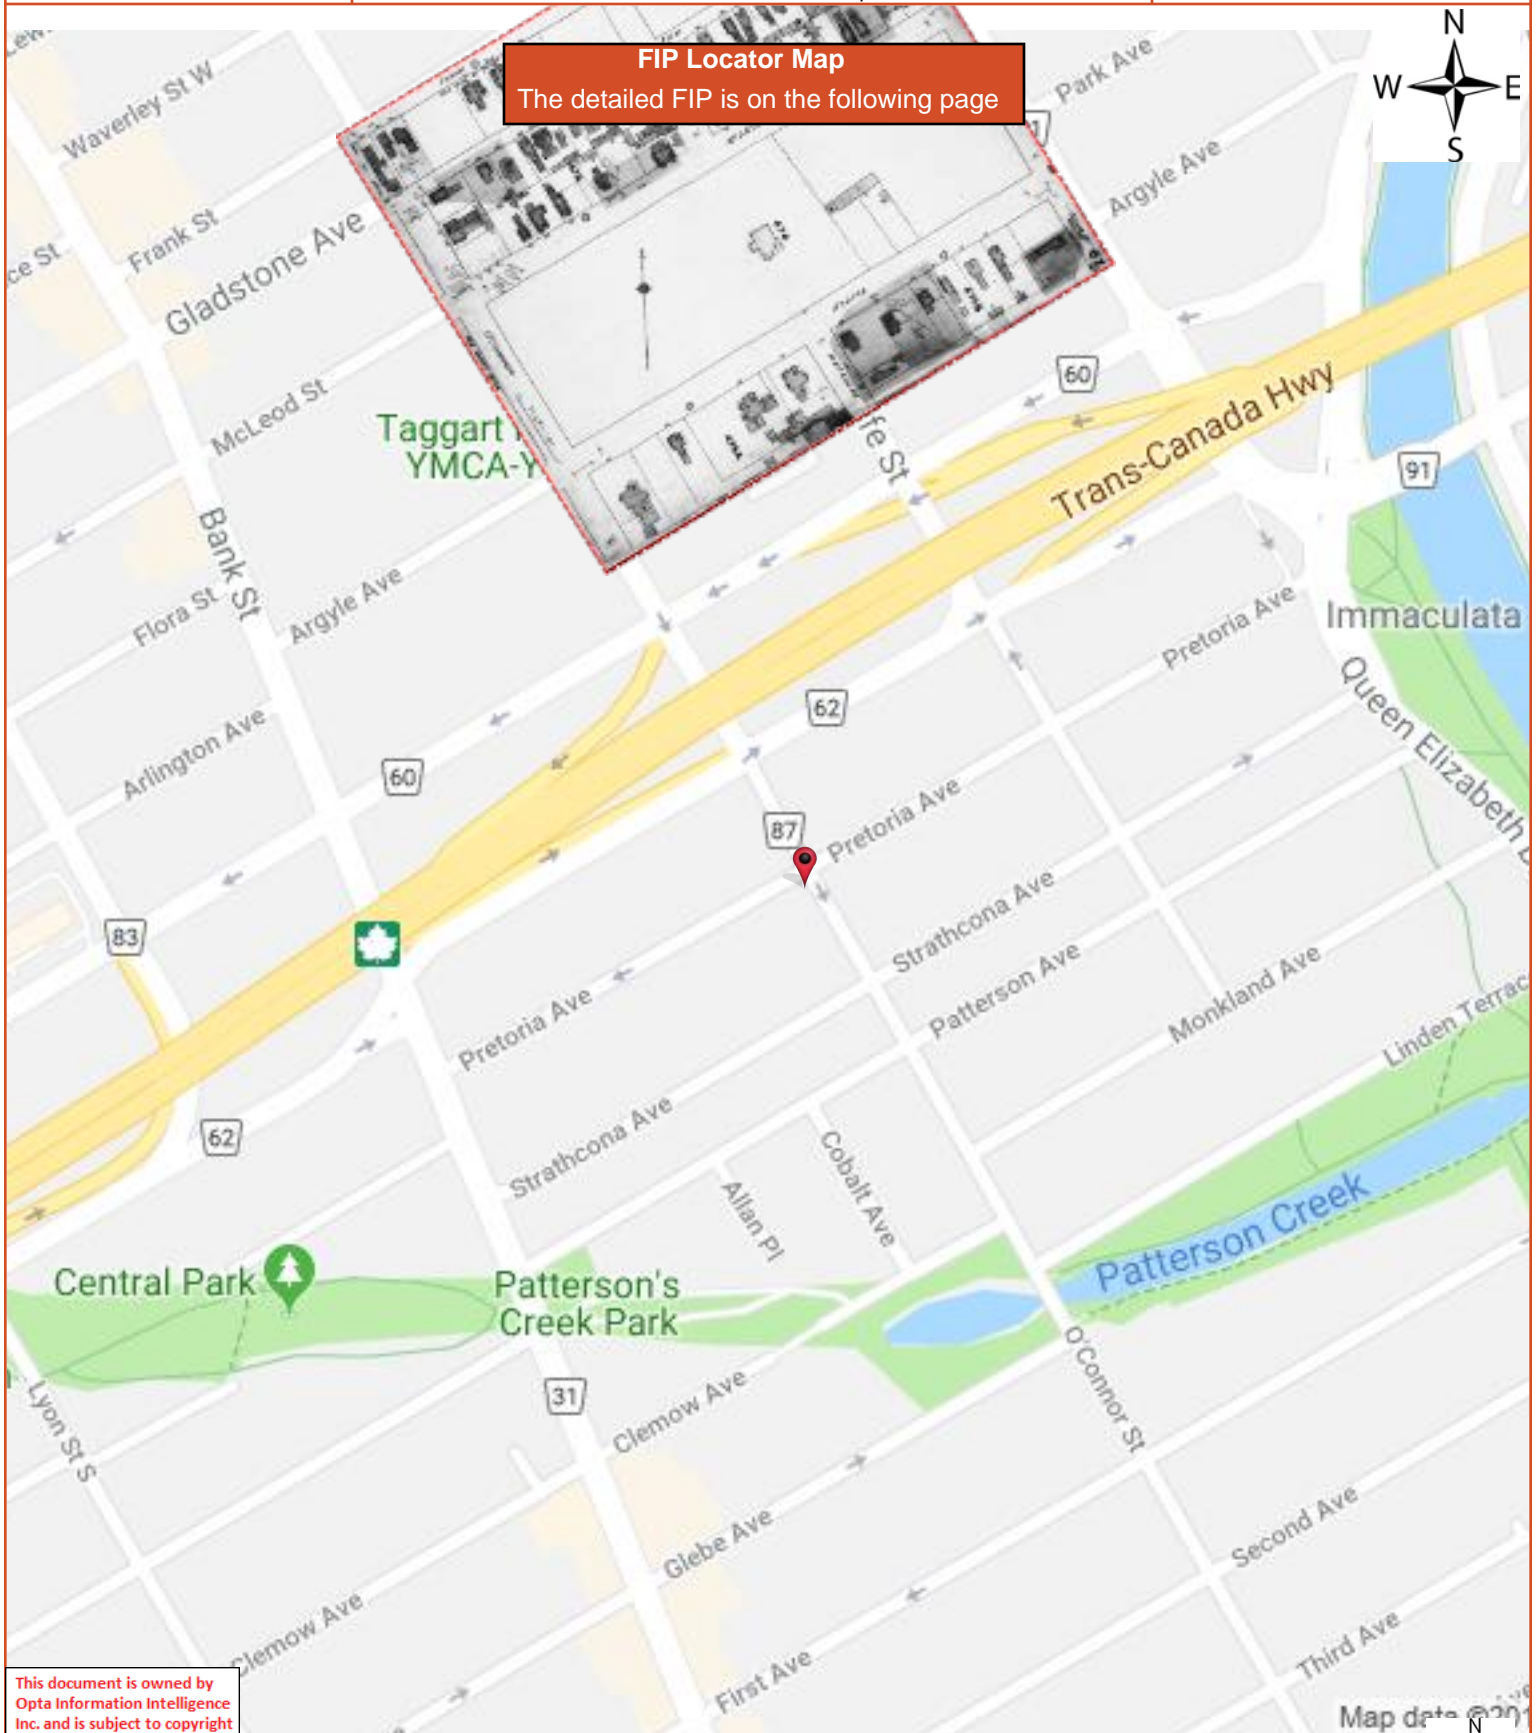 FIP Locator Map
The detailed FIP is on the following page
N
W
E
S
Waverley St W
Frank St
Gladstone Ave
McLeod St
Park Ave
Argyle Ave
60
Trans-Canada Hwy
91
Taggart
YMCA-Y
fe St
Bank St
Flora St
Argyle Ave
Immaculata
Pretoria Ave
Arlington Ave
62
60
Queen Elizabeth
87
Pretoria Ave
83
Strathcona Ave
Patterson Ave
Monkland Ave
Linden Terrac
Pretoria Ave
62
Strathcona Ave
Cobalt Ave
Allan Pl
Patterson Creek
Central Park
Patterson's
Creek Park
O'Connor St
31
Lyon St S
Clemow Ave
Glebe Ave
Second Ave
Clemow Ave
First Ave
Third Ave
This document is owned by
Opta Information Intelligence
Inc. and is subject to copyright
Map data ©201
N